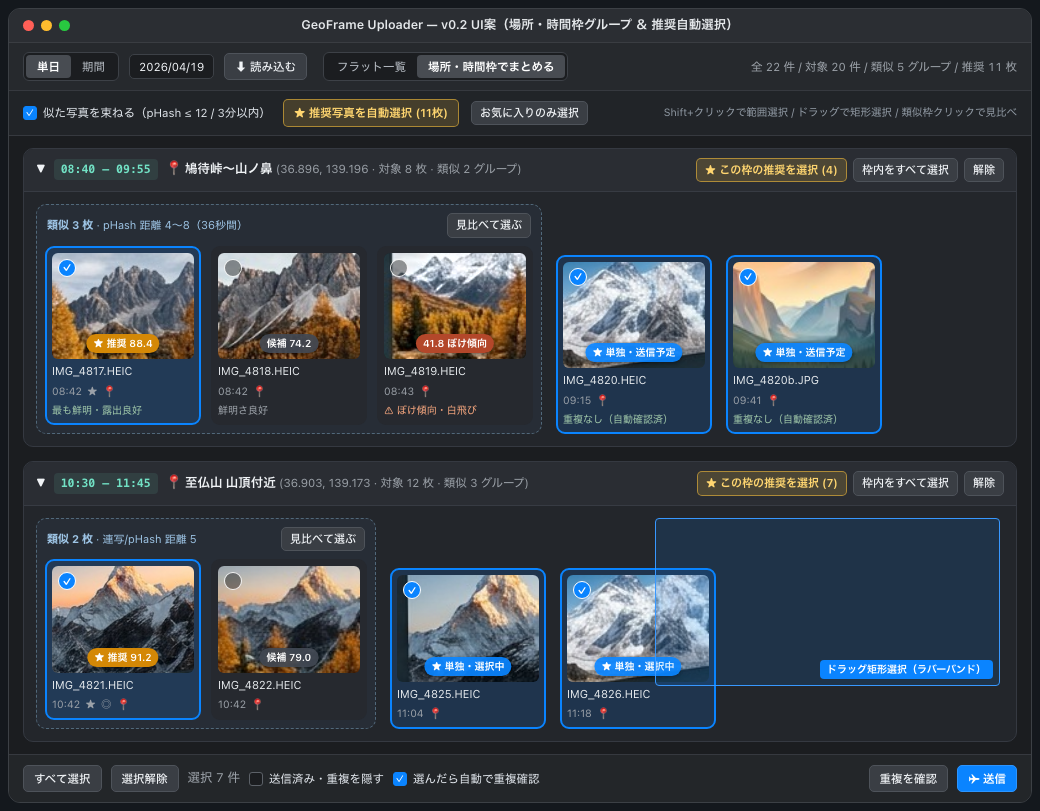 GeoFrame Uploader — v0.2 UI案（場所・時間枠グループ ＆ 推奨自動選択）
単日 期間 2026/04/19 ⬇ 読み込む フラット一覧 場所・時間枠でまとめる 全 22 件 / 対象 20 件 / 類似 5 グループ / 推奨 11 枚
似た写真を束ねる（pHash ≤ 12 / 3分以内） ★ 推奨写真を自動選択 (11枚) お気に入りのみ選択 Shift+クリックで範囲選択 / ドラッグで矩形選択 / 類似枠クリックで見比べ
▼ 08:40 – 09:55 📍 鳩待峠〜山ノ鼻 (36.896, 139.196 · 対象 8 枚 · 類似 2 グループ) ★ この枠の推奨を選択 (4) 枠内をすべて選択 解除
類似 3 枚 · pHash 距離 4〜8（36秒間） 見比べて選ぶ
★ 推奨 88.4 候補 74.2 41.8 ぼけ傾向 ★ 単独・送信予定 ★ 単独・送信予定
IMG_4817.HEIC IMG_4818.HEIC IMG_4819.HEIC IMG_4820.HEIC IMG_4820b.JPG
08:42 ★ 📍 08:42 📍 08:43 📍 09:15 📍 09:41 📍
最も鮮明・露出良好 鮮明さ良好 ⚠ ぼけ傾向・白飛び 重複なし（自動確認済） 重複なし（自動確認済）
▼ 10:30 – 11:45 📍 至仏山 山頂付近 (36.903, 139.173 · 対象 12 枚 · 類似 3 グループ) ★ この枠の推奨を選択 (7) 枠内をすべて選択 解除
類似 2 枚 · 連写/pHash 距離 5 見比べて選ぶ
★ 推奨 91.2 候補 79.0 ★ 単独・選択中 ★ 単独・選択中 ドラッグ矩形選択（ラバーバンド）
IMG_4821.HEIC IMG_4822.HEIC IMG_4825.HEIC IMG_4826.HEIC
10:42 ★ ◎ 📍 10:42 📍 11:04 📍 11:18 📍
すべて選択 選択解除 選択 7 件 送信済み・重複を隠す 選んだら自動で重複確認 重複を確認 ✈ 送信